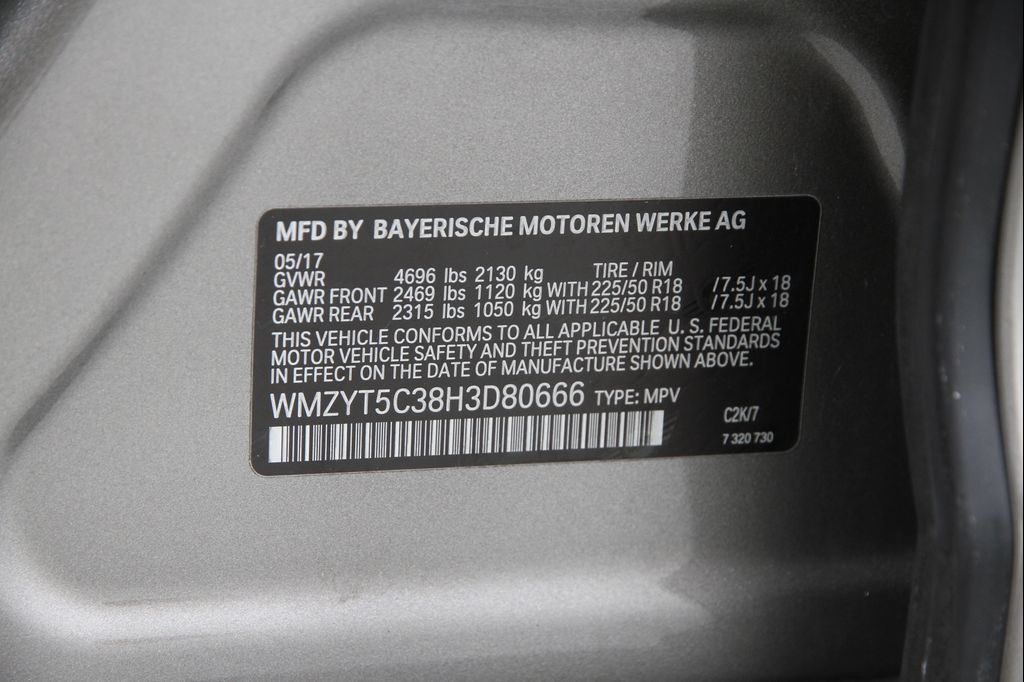 MFD BY BAYERISCHE MOTOREN WERKE AG
05/17
GVWR 4696 lbs 2130 kg TIRE / RIM
GAWR FRONT 2469 lbs 1120 kg WITH 225/50 R18 /7.5J x 18
GAWR REAR 2315 lbs 1050 kg WITH 225/50 R18 /7.5J x 18
THIS VEHICLE CONFORMS TO ALL APPLICABLE U. S. FEDERAL
MOTOR VEHICLE SAFETY AND THEFT PREVENTION STANDARDS
IN EFFECT ON THE DATE OF MANUFACTURE SHOWN ABOVE.
WMZYT5C38H3D80666 TYPE: MPV
C2K/7
7 320 730